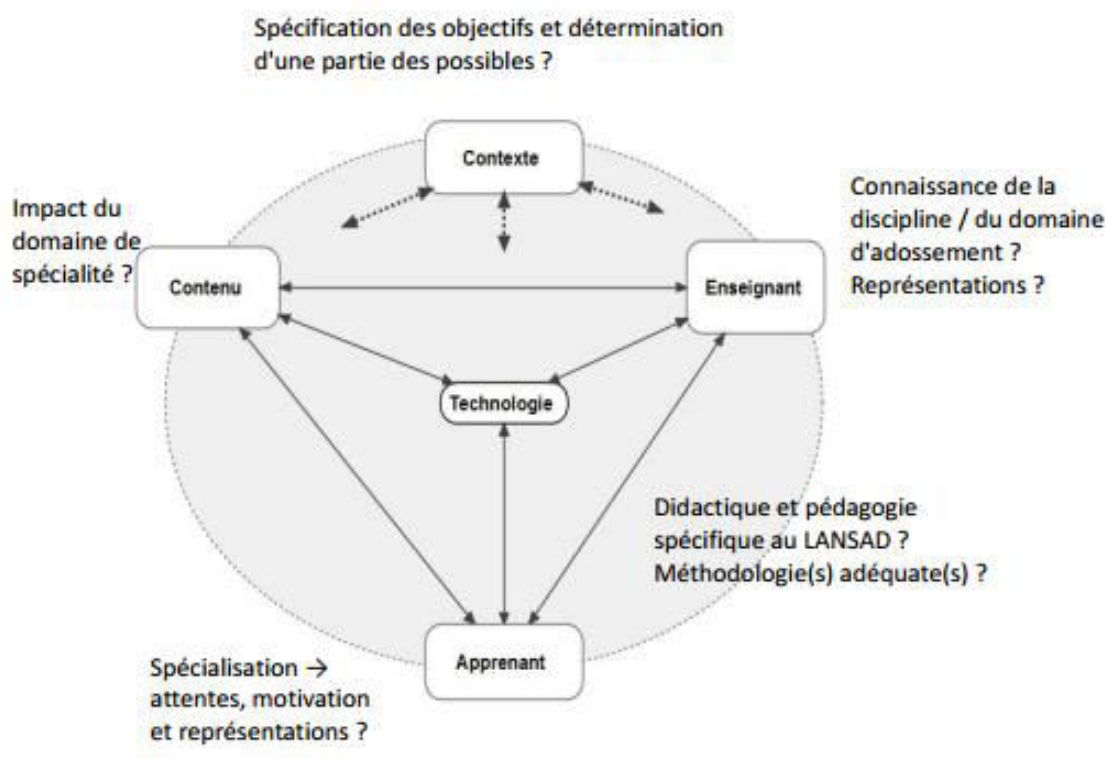 Spécification des objectifs et détermination
d'une partie des possibles ?
Contexte
Impact du
domaine de
spécialité ?
Connaissance de la
discipline / du domaine
d'adossement ?
Représentations ?
Contenu
Enseignant
Technologie
Didactique et pédagogie
spécifique au LANSAD ?
Méthodologie(s) adéquate(s) ?
Apprenant
Spécialisation →
attentes, motivation
et représentations ?